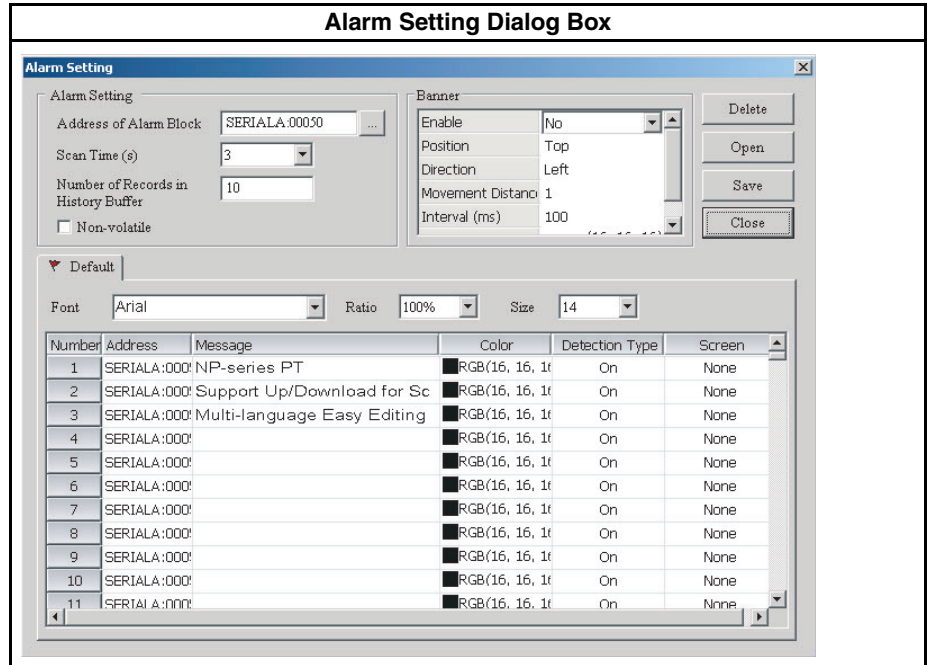 Alarm Setting Dialog Box
Alarm Setting
Alarm Setting
Address of Alarm Block SERIALA:00050 ...
Scan Time (s) 3
Number of Records in
History Buffer 10
Non-volatile
Banner
Enable No
Position Top
Direction Left
Movement Distanc 1
Interval (ms) 100
Delete
Open
Save
Close
Default
Font Arial Ratio 100% Size 14
Number Address Message Color Detection Type Screen
1 SERIALA:000 NP-series PT RGB(16, 16, 16 On None
2 SERIALA:000 Support Up/Download for Sc RGB(16, 16, 16 On None
3 SERIALA:000 Multi-language Easy Editing RGB(16, 16, 16 On None
4 SERIALA:000 RGB(16, 16, 16 On None
5 SERIALA:000 RGB(16, 16, 16 On None
6 SERIALA:000 RGB(16, 16, 16 On None
7 SERIALA:000 RGB(16, 16, 16 On None
8 SERIALA:000 RGB(16, 16, 16 On None
9 SERIALA:000 RGB(16, 16, 16 On None
10 SERIALA:000 RGB(16, 16, 16 On None
11 SERIALA:000 RGB(16, 16, 16 On None